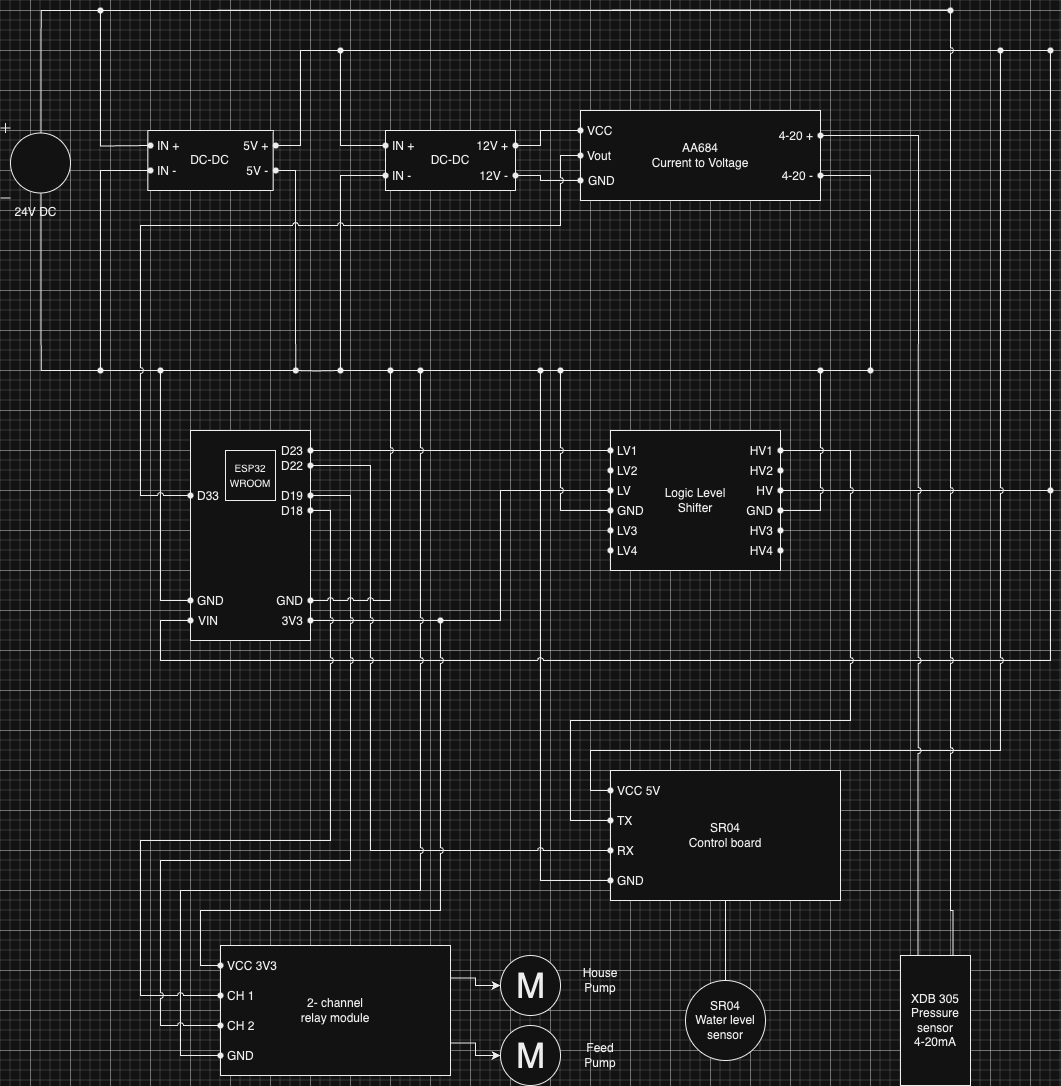 +
−
24V DC
IN +
IN -
DC-DC
5V +
5V -
IN +
IN -
DC-DC
12V +
12V -
VCC
Vout
GND
AA684
Current to Voltage
4-20 +
4-20 -
ESP32
WROOM
D33
GND
VIN
D23
D22
D19
D18
GND
3V3
LV1
LV2
LV
GND
LV3
LV4
Logic Level
Shifter
HV1
HV2
HV
GND
HV3
HV4
VCC 5V
TX
RX
GND
SR04
Control board
VCC 3V3
CH 1
CH 2
GND
2- channel
relay module
M
House
Pump
M
Feed
Pump
SR04
Water level
sensor
XDB 305
Pressure
sensor
4-20mA